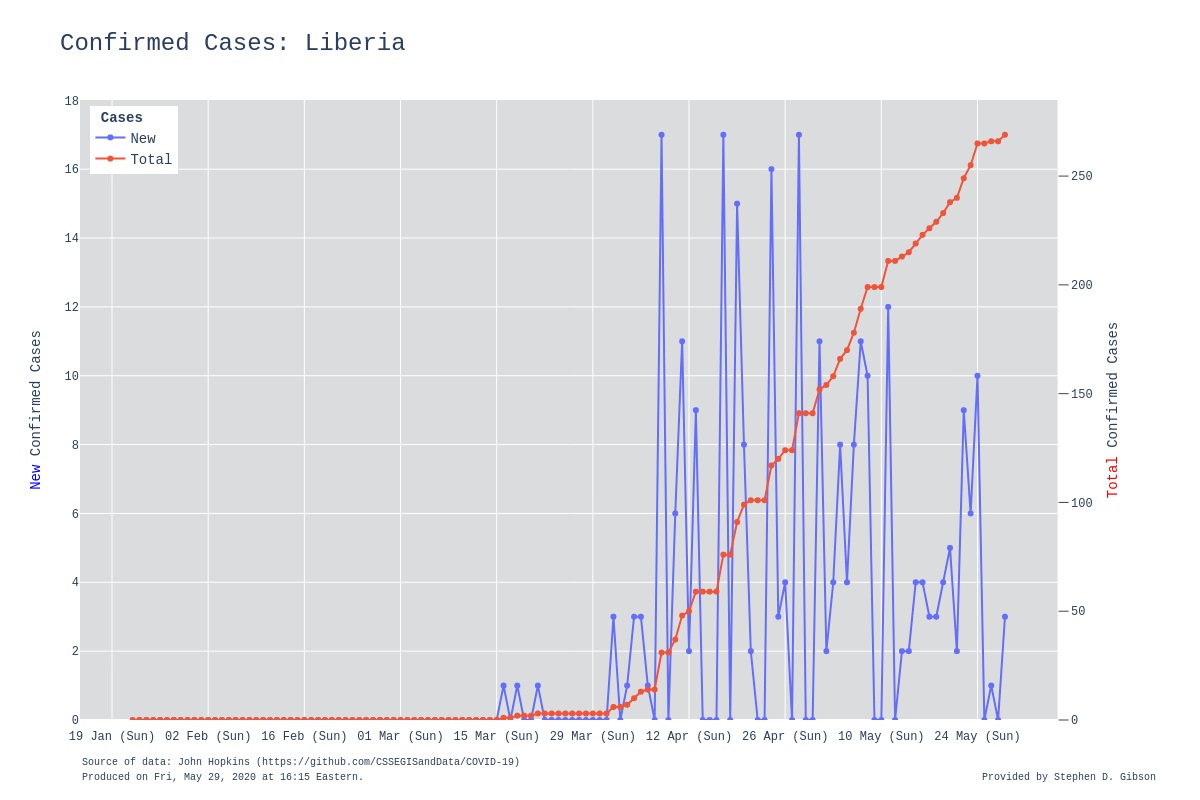 Confirmed Cases: Liberia
Cases
New
Total
18
16
14
12
10
8
6
4
2
0
250
200
150
100
50
0
New Confirmed Cases
Total Confirmed Cases
19 Jan (Sun) 02 Feb (Sun) 16 Feb (Sun) 01 Mar (Sun) 15 Mar (Sun) 29 Mar (Sun) 12 Apr (Sun) 26 Apr (Sun) 10 May (Sun) 24 May (Sun)
Source of data: John Hopkins (https://github.com/CSSEGISandData/COVID-19)
Produced on Fri, May 29, 2020 at 16:15 Eastern.
Provided by Stephen D. Gibson